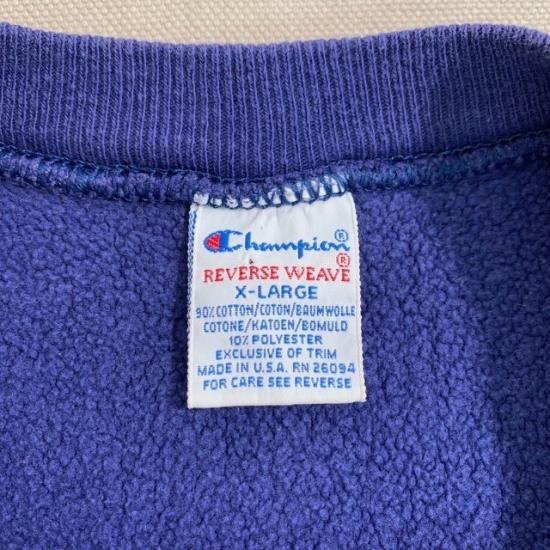 Champion®
REVERSE WEAVE®
X-LARGE
90% COTTON/COTON/BAUMWOLLE
COTONE/KATOEN/BOMULD
10% POLYESTER
EXCLUSIVE OF TRIM
MADE IN U.S.A. RN 26094
FOR CARE SEE REVERSE